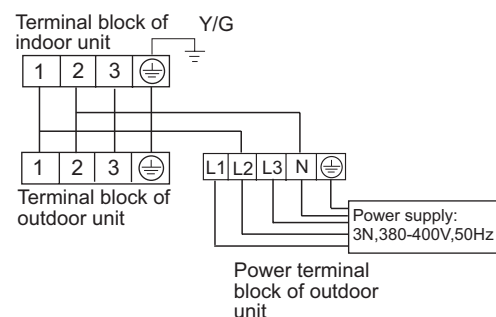 Terminal block of
indoor unit
Y/G
1 2 3
1 2 3
Terminal block of
outdoor unit
L1 L2 L3 N
Power supply:
3N,380-400V,50Hz
Power terminal
block of outdoor
unit